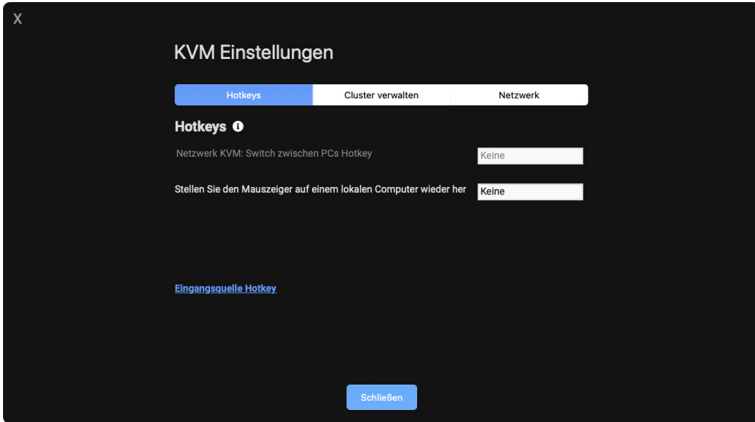 X
KVM Einstellungen
Hotkeys
Cluster verwalten
Netzwerk
Hotkeys
Netzwerk KVM: Switch zwischen PCs Hotkey
Keine
Stellen Sie den Mauszeiger auf einem lokalen Computer wieder her
Keine
Eingangsquelle Hotkey
Schließen